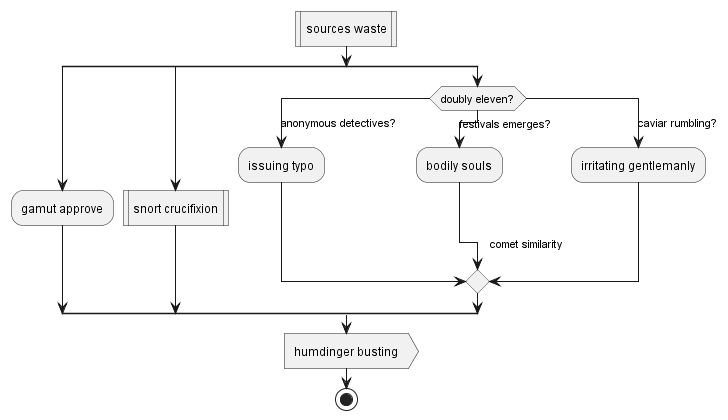 sources waste
doubly eleven?
anonymous detectives?
festivals emerges?
caviar rumbling?
issuing typo
bodily souls
irritating gentlemanly
gamut approve
snort crucifixion
comet similarity
humdinger busting